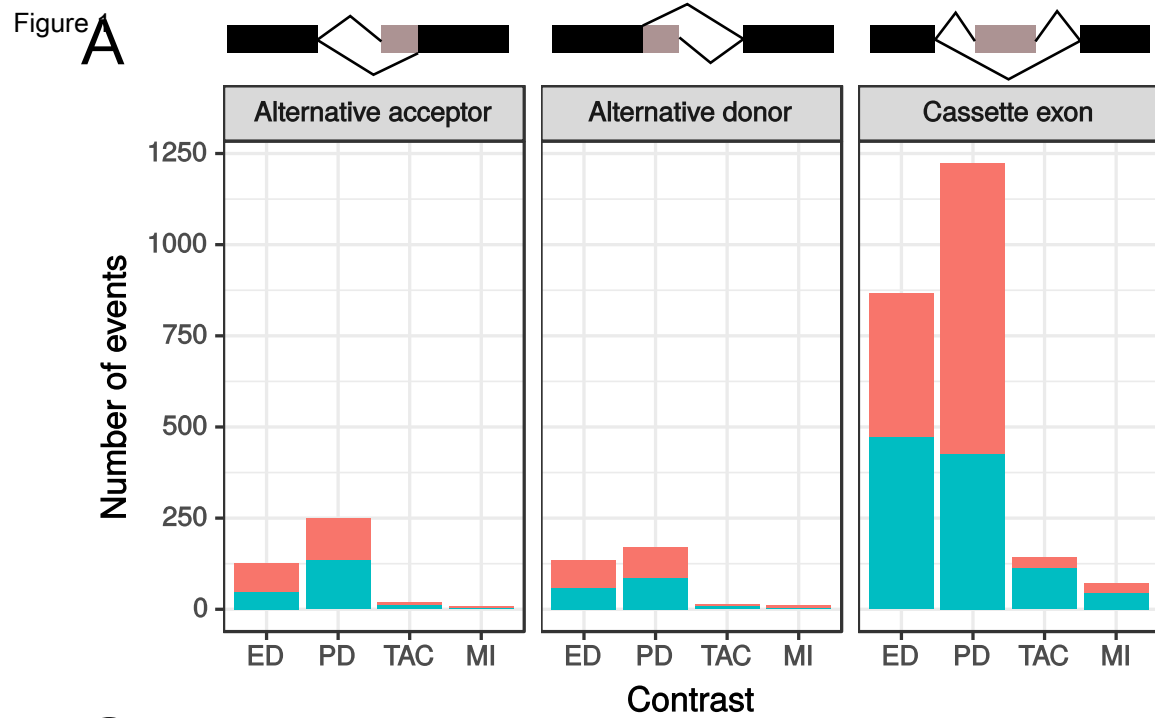 Figure 1
A
Alternative acceptor
Alternative donor
Cassette exon
1250
1000
750
500
250
0
Number of events
ED PD TAC MI
ED PD TAC MI
ED PD TAC MI
Contrast